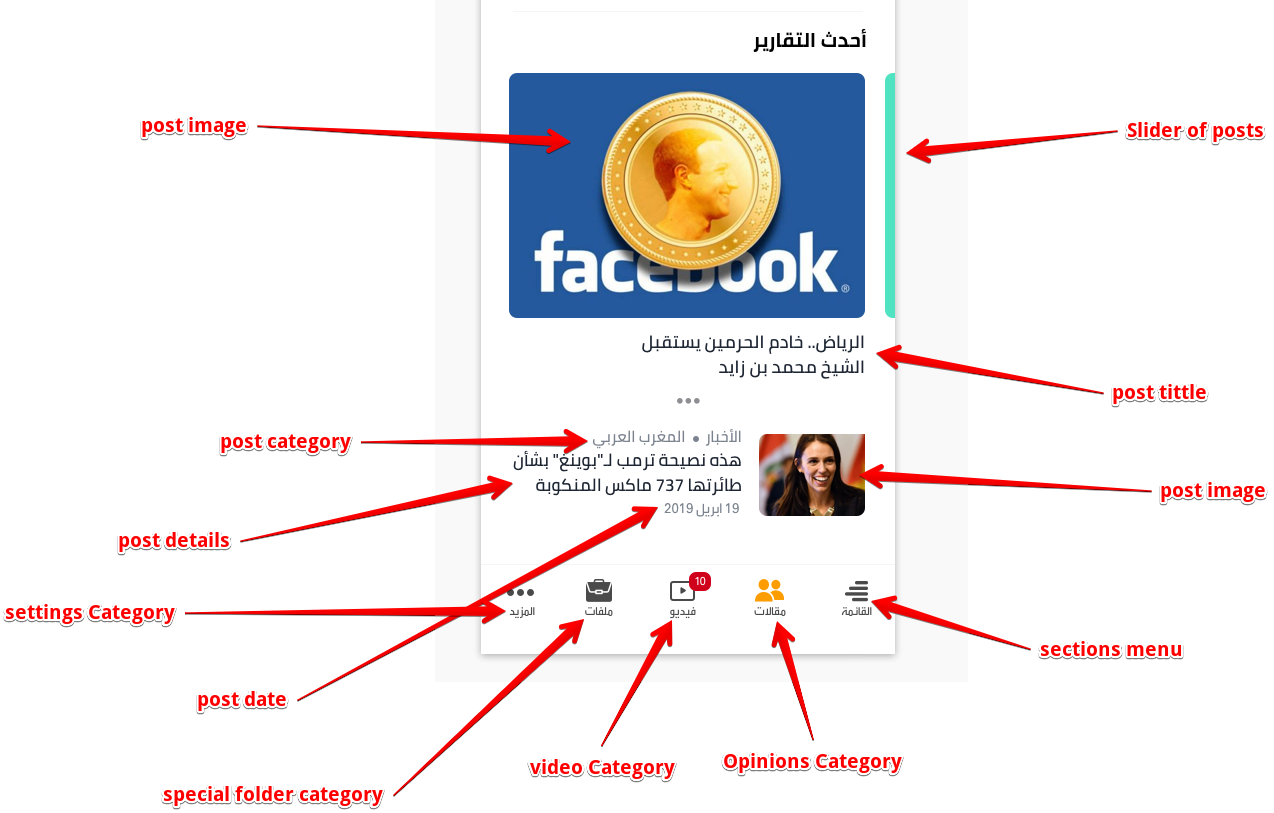 أحدث التقارير
post image
Slider of posts
facebook®
الرياض.. خادم الحرمين يستقبل
الشيخ محمد بن زايد
post tittle
•••
post category
الأخبار • المغرب العربي
هذه نصيحة ترمب لـ"بوينغ" بشأن
طائرتها 737 ماكس المنكوبة
19 ابريل 2019
post image
post details
10
القائمة
مقالات
فيديو
ملفات
المزيد
settings Category
sections menu
post date
video Category
Opinions Category
special folder category